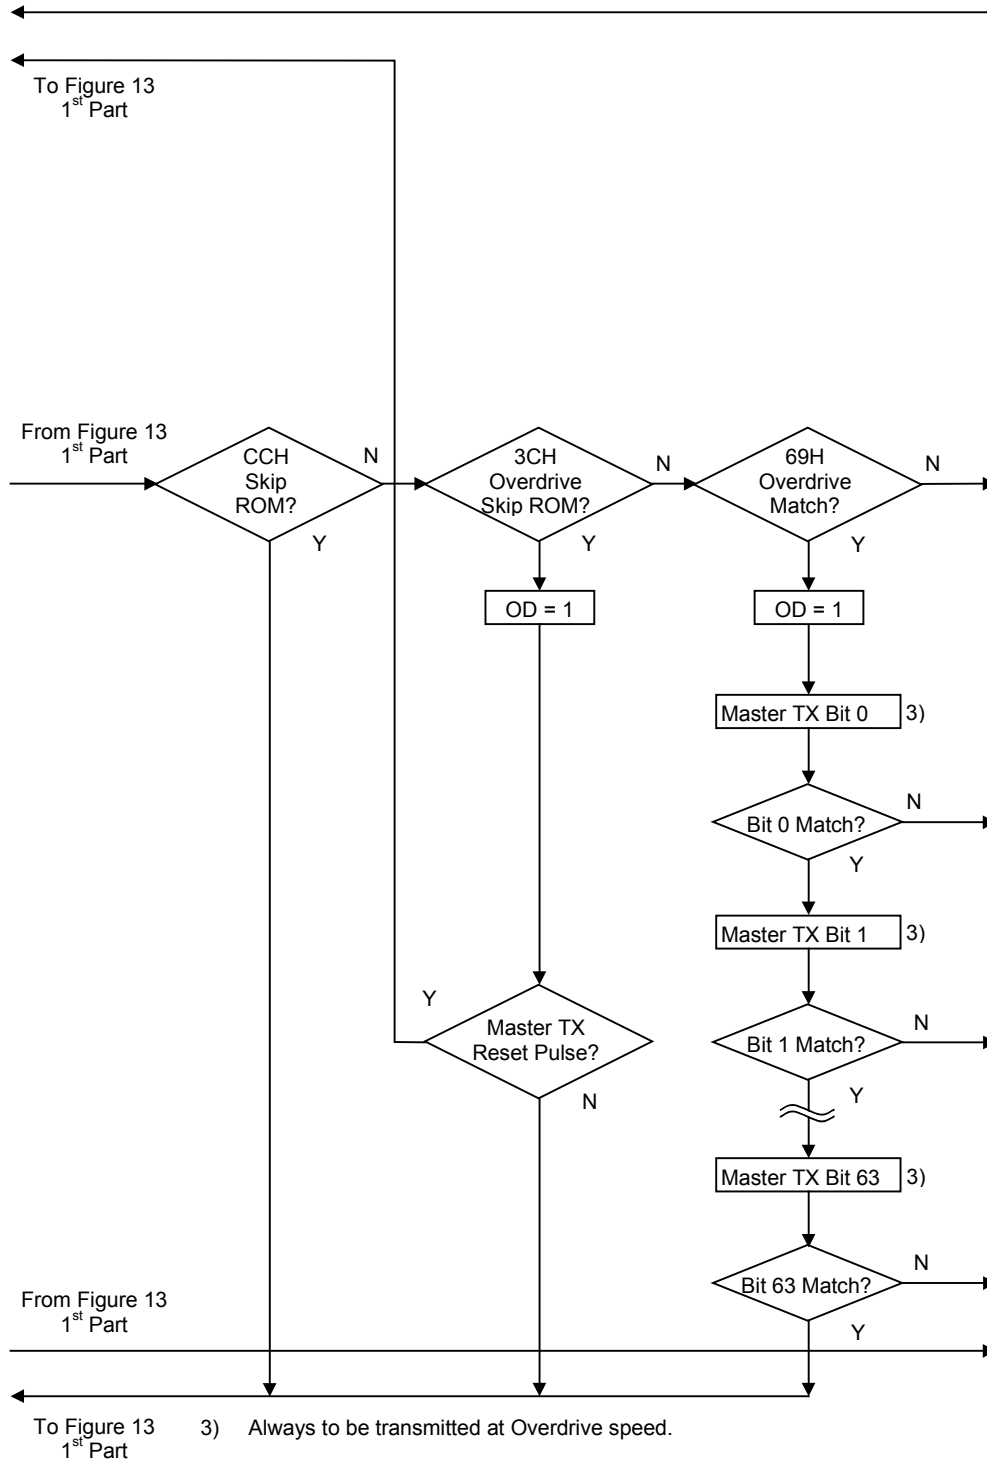 To Figure 13
1st Part
From Figure 13
1st Part
CCH
Skip
ROM?
N
Y
3CH
Overdrive
Skip ROM?
N
Y
69H
Overdrive
Match?
N
Y
OD = 1
OD = 1
Master TX Bit 0 3)
Bit 0 Match?
N
Y
Master TX Bit 1 3)
Y
Master TX
Reset Pulse?
N
Bit 1 Match?
N
Y
Master TX Bit 63 3)
Bit 63 Match?
N
Y
From Figure 13
1st Part
To Figure 13
1st Part
3) Always to be transmitted at Overdrive speed.